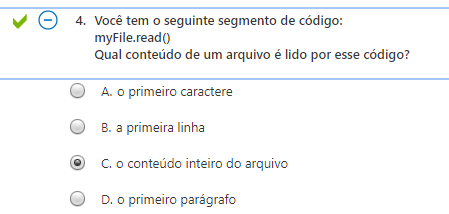 4. Você tem o seguinte segmento de código:
myFile.read()
Qual conteúdo de um arquivo é lido por esse código?
A. o primeiro caractere
B. a primeira linha
C. o conteúdo inteiro do arquivo
D. o primeiro parágrafo